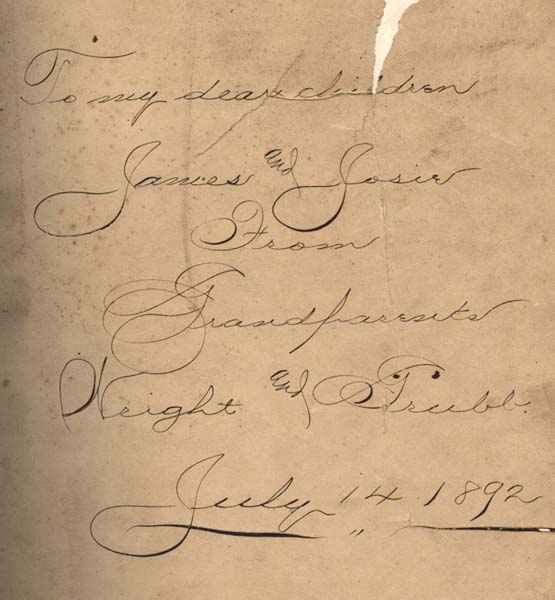 To my dear children
James and Josie
From
Grandparents
Wright and Trubb.
July 14 1892